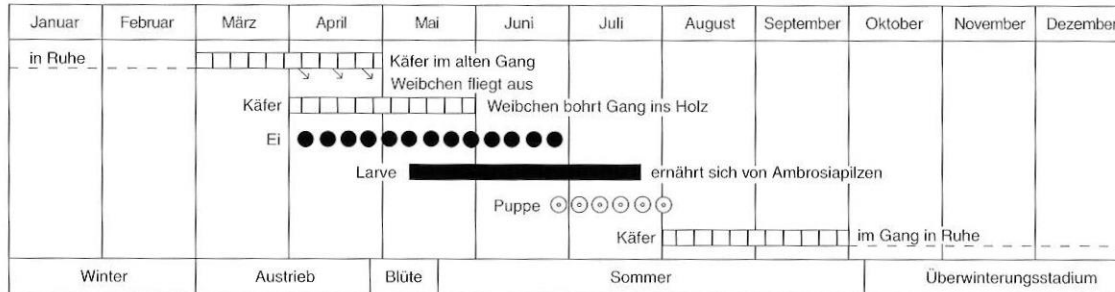 Januar Februar März April Mai Juni Juli August September Oktober November Dezember
in Ruhe Käfer im alten Gang
Weibchen fliegt aus
Käfer Weibchen bohrt Gang ins Holz
Ei
Larve ernährt sich von Ambrosiapilzen
Puppe
Käfer im Gang in Ruhe
Winter Austrieb Blüte Sommer Überwinterungsstadium